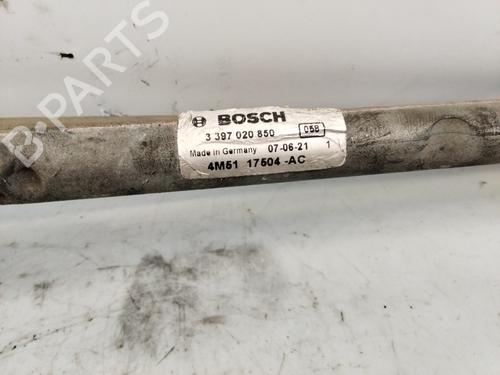 BOSCH
3 397 020 850 058
Made in Germany 07-06-21 1
4M51 17504 -AC
B-Parts